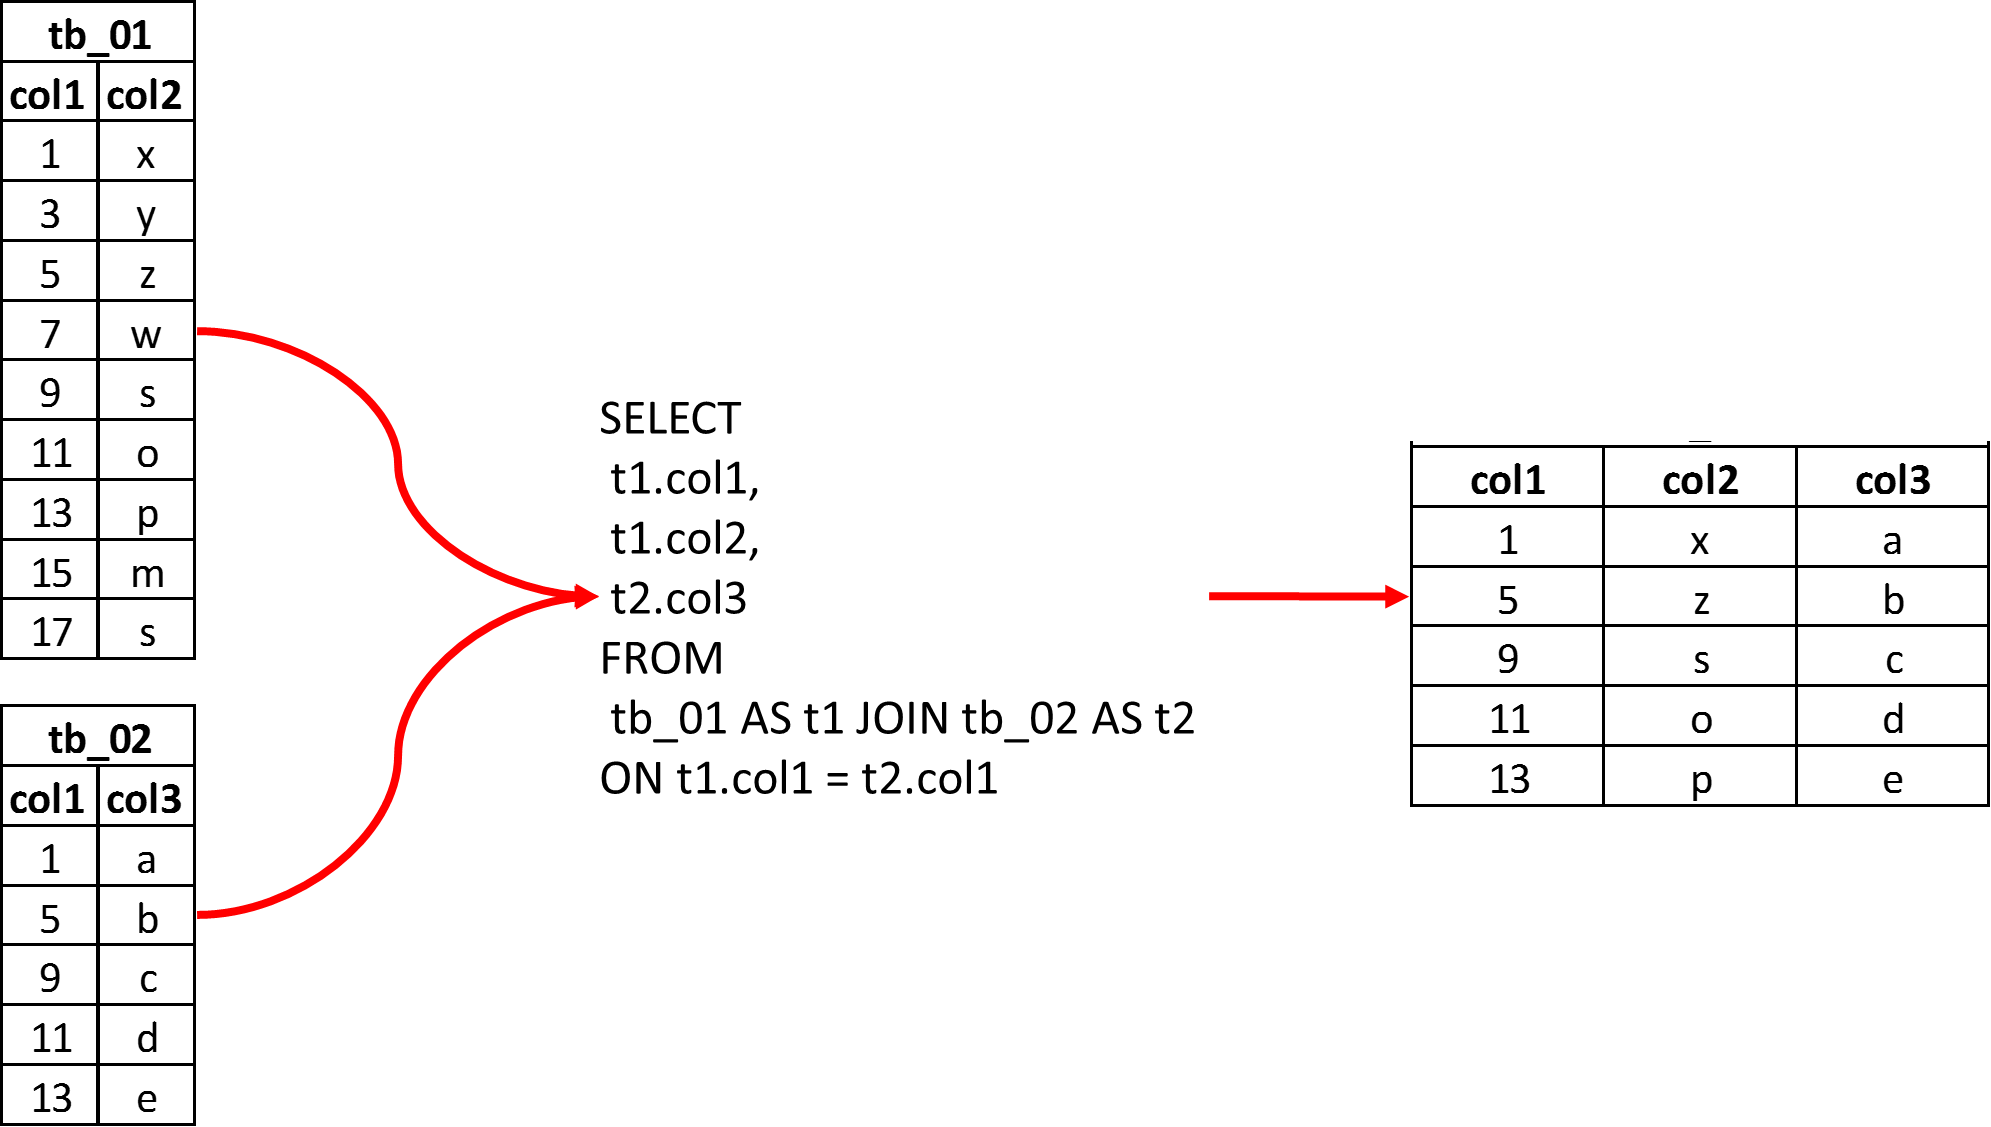 tb_01
col1 col2
1 x
3 y
5 z
7 w
9 s
11 o
13 p
15 m
17 s
tb_02
col1 col3
1 a
5 b
9 c
11 d
13 e
SELECT
t1.col1,
t1.col2,
t2.col3
FROM
tb_01 AS t1 JOIN tb_02 AS t2
ON t1.col1 = t2.col1
col1 col2 col3
1 x a
5 z b
9 s c
11 o d
13 p e